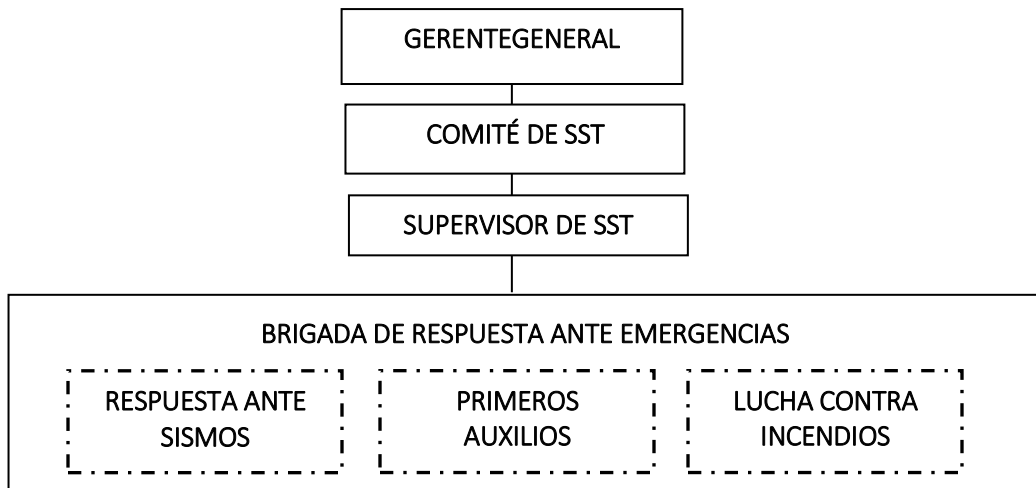 GERENTEGENERAL
COMITÉ DE SST
SUPERVISOR DE SST
BRIGADA DE RESPUESTA ANTE EMERGENCIAS
RESPUESTA ANTE
SISMOS
PRIMEROS
AUXILIOS
LUCHA CONTRA
INCENDIOS